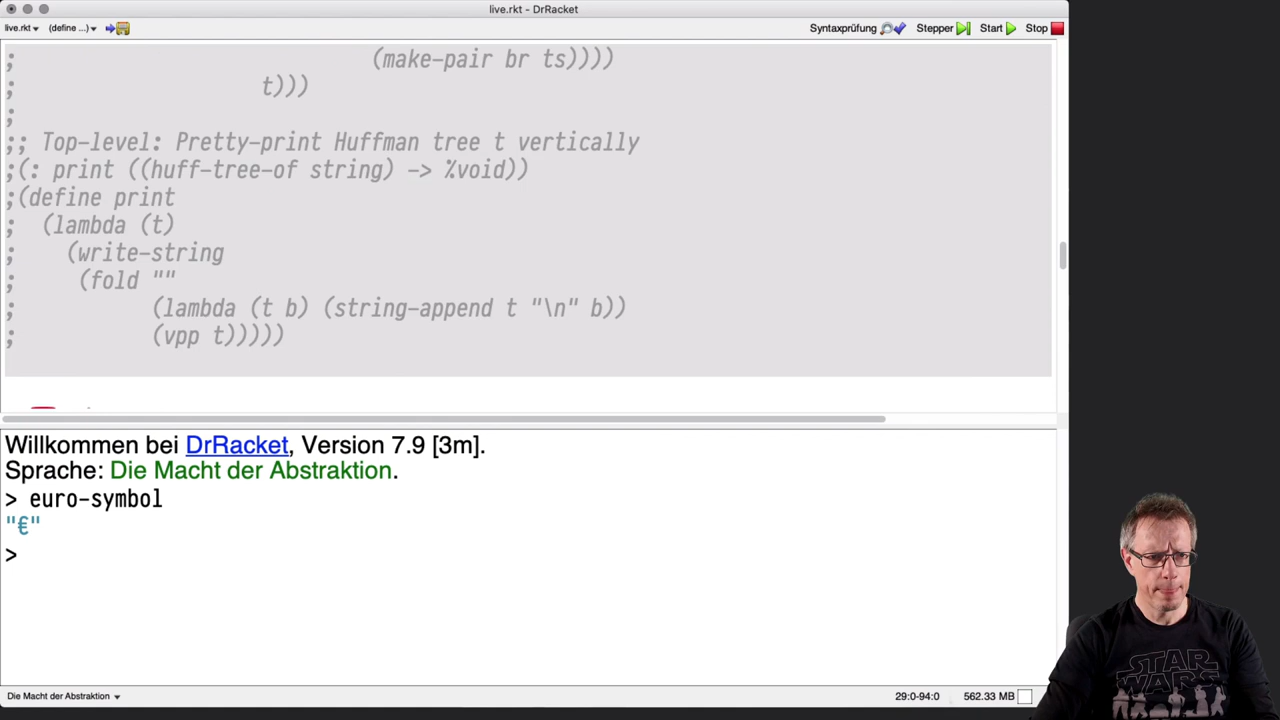 live.rkt - DrRacket
live.rkt (define ...) Syntaxprüfung Stepper Start Stop
; (make-pair br ts))))
; t)))
;
;; Top-level: Pretty-print Huffman tree t vertically
;(: print ((huff-tree-of string) -> %void))
;(define print
; (lambda (t)
; (write-string
; (fold ""
; (lambda (t b) (string-append t "\n" b))
; (vpp t)))))
Willkommen bei DrRacket, Version 7.9 [3m].
Sprache: Die Macht der Abstraktion.
> euro-symbol
"€"
>
Die Macht der Abstraktion 29:0-94:0 562.33 MB
STAR
WARS